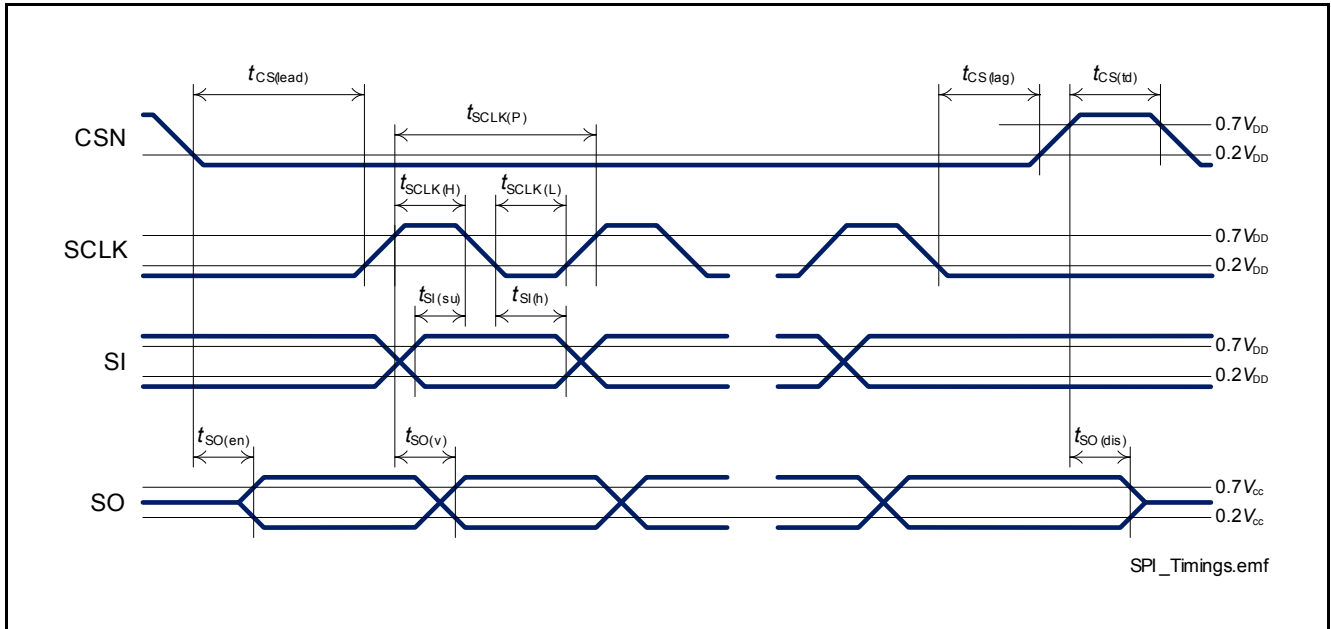 tCS(lead)
tCS(lag)
tCS(td)
tSCLK(P)
CSN
0.7VDD
0.2VDD
tSCLK(H)
tSCLK(L)
SCLK
0.7VDD
0.2VDD
tSI(su)
tSI(h)
SI
0.7VDD
0.2VDD
tSO(en)
tSO(v)
tSO(dis)
SO
0.7Vcc
0.2Vcc
SPI_Timings.emf